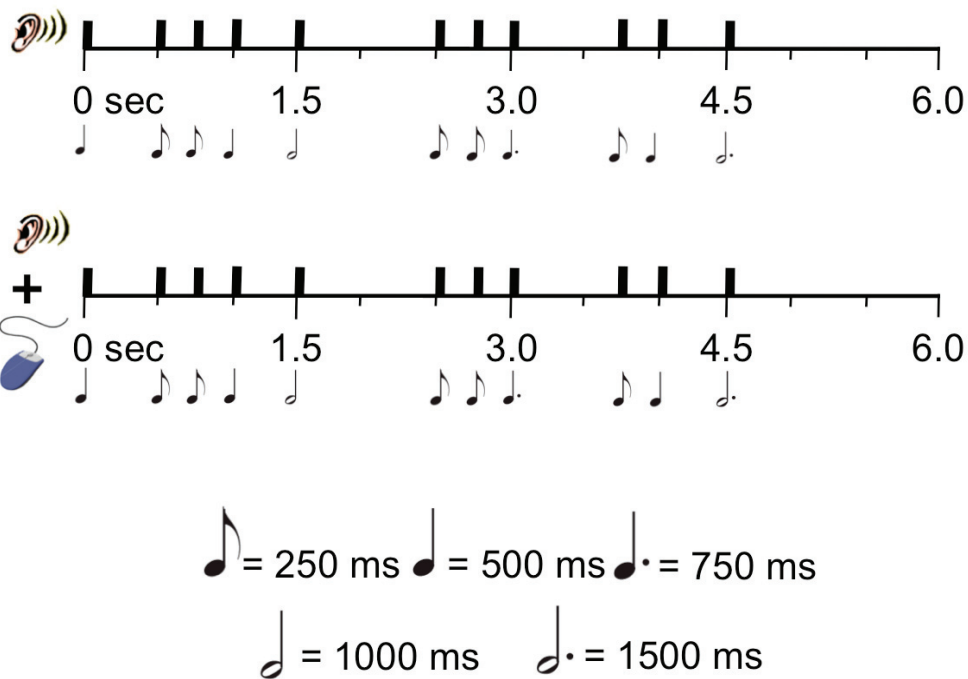 0 sec 1.5 3.0 4.5 6.0
+
0 sec 1.5 3.0 4.5 6.0
= 250 ms = 500 ms = 750 ms
= 1000 ms = 1500 ms